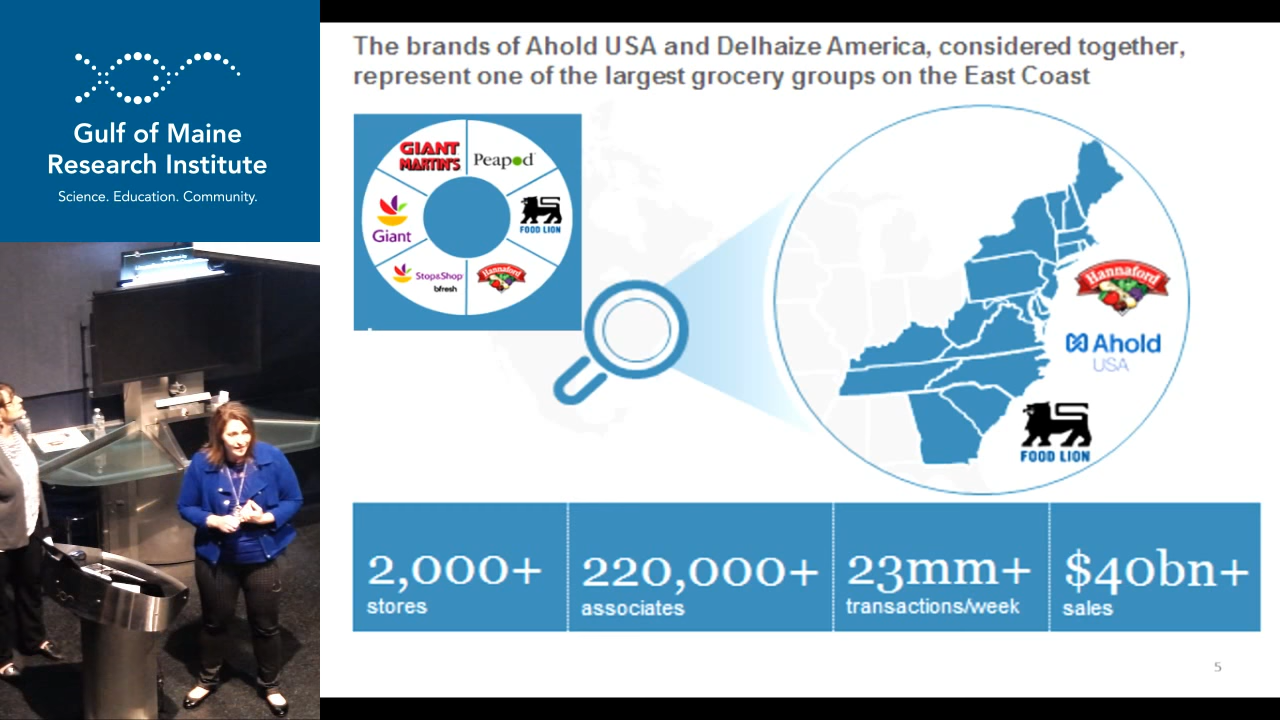 Gulf of Maine
Research Institute
Science. Education. Community.
The brands of Ahold USA and Delhaize America, considered together,
represent one of the largest grocery groups on the East Coast
GIANT
MARTIN'S
Peapod
Giant
FOOD LION
Stop&Shop
bfresh
Hannaford
Hannaford
Ahold
USA
FOOD LION
2,000+
stores
220,000+
associates
23mm+
transactions/week
$40bn+
sales
5